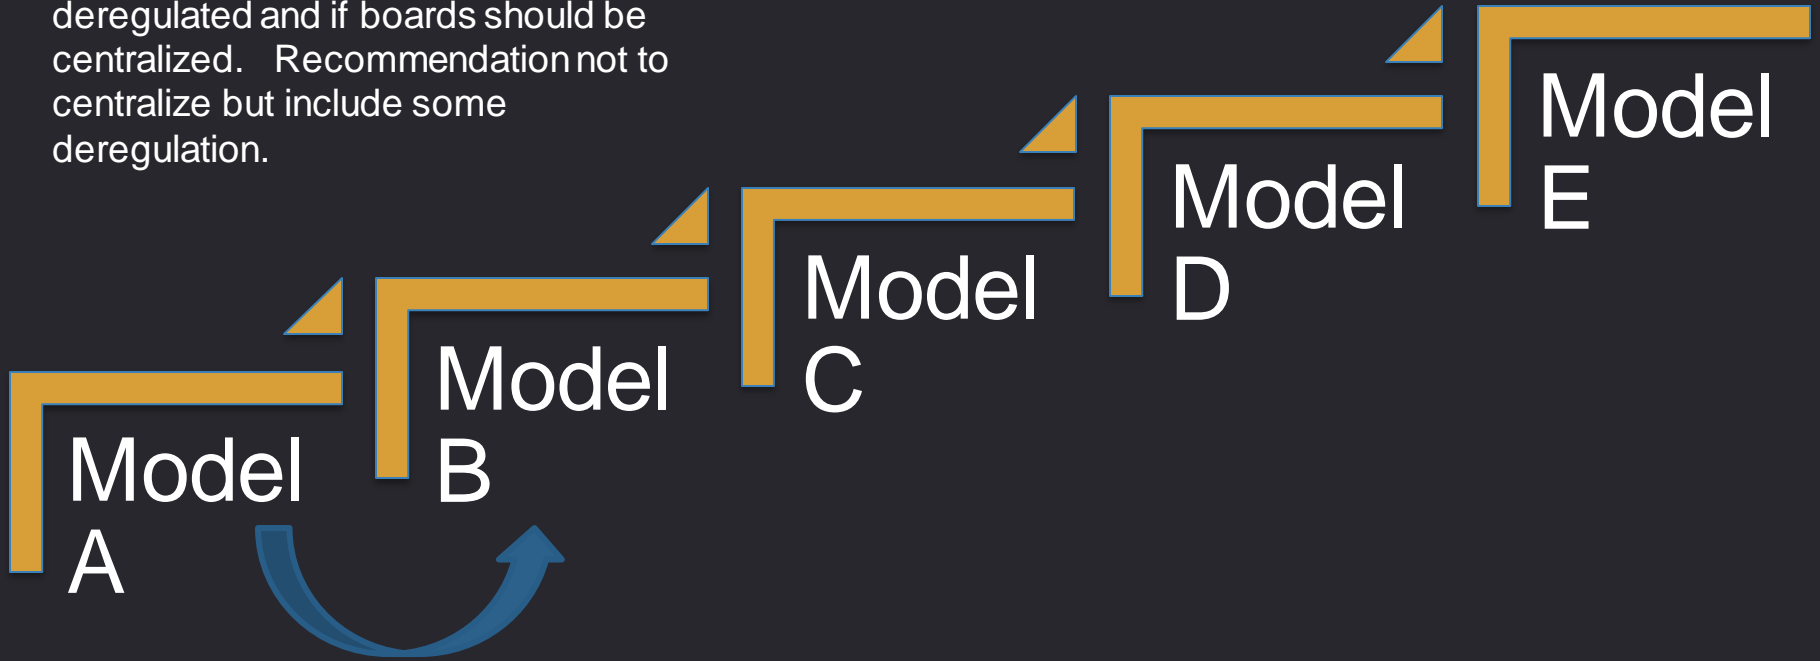 deregulated and if boards should be
centralized.   Recommendation not to
centralize but include some
deregulation.
Model
A
Model
B
Model
C
Model
D
Model
E